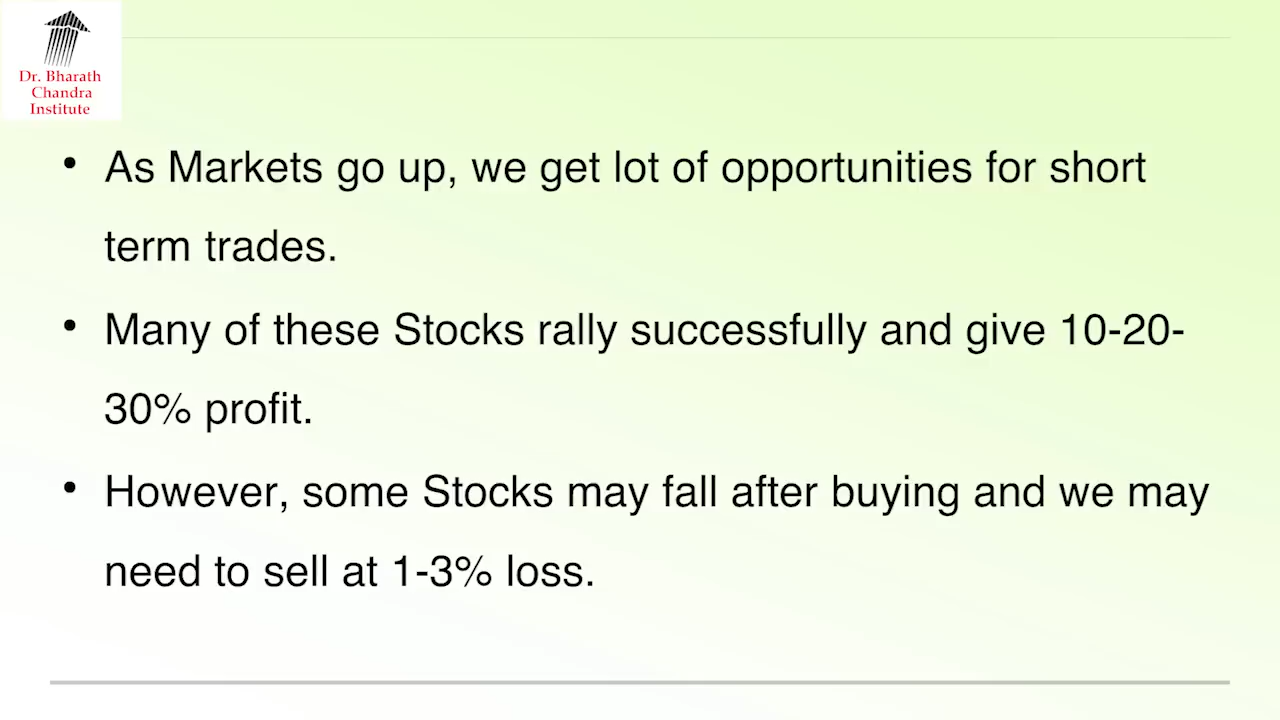 Dr. Bharath
Chandra
Institute
• As Markets go up, we get lot of opportunities for short
term trades.
• Many of these Stocks rally successfully and give 10-20-
30% profit.
• However, some Stocks may fall after buying and we may
need to sell at 1-3% loss.